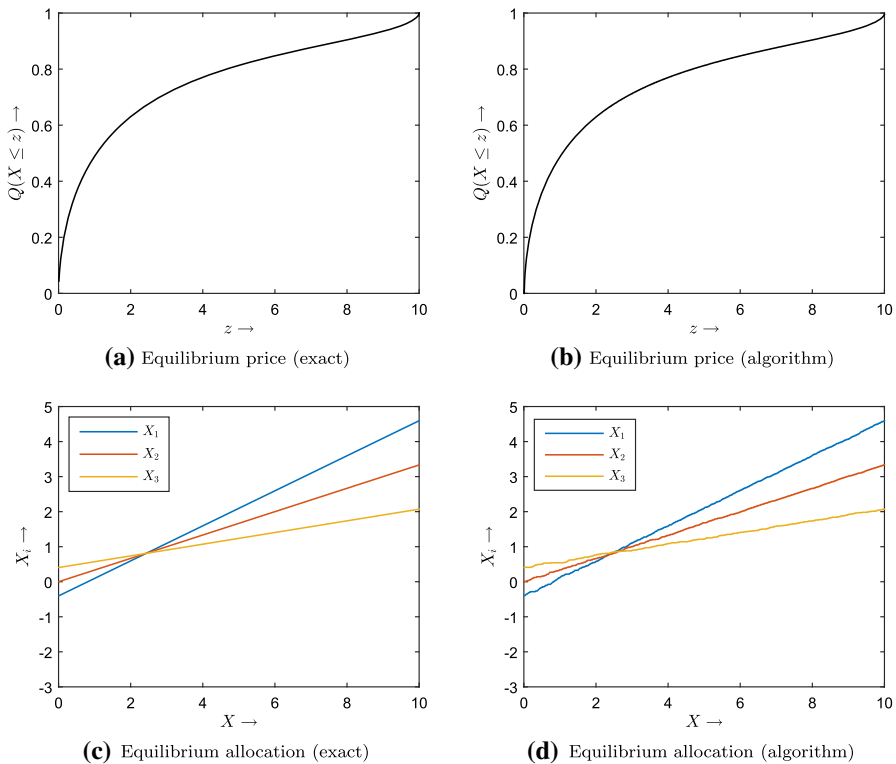 1
0.8
0.6
0.4
0.2
0
Q(X ≤ z) →
0 2 4 6 8 10
z →
(a) Equilibrium price (exact)
1
0.8
0.6
0.4
0.2
0
Q(X ≤ z) →
0 2 4 6 8 10
z →
(b) Equilibrium price (algorithm)
5
4
3
2
1
0
-1
-2
-3
X_i →
X_1
X_2
X_3
0 2 4 6 8 10
X →
(c) Equilibrium allocation (exact)
5
4
3
2
1
0
-1
-2
-3
X_i →
X_1
X_2
X_3
0 2 4 6 8 10
X →
(d) Equilibrium allocation (algorithm)